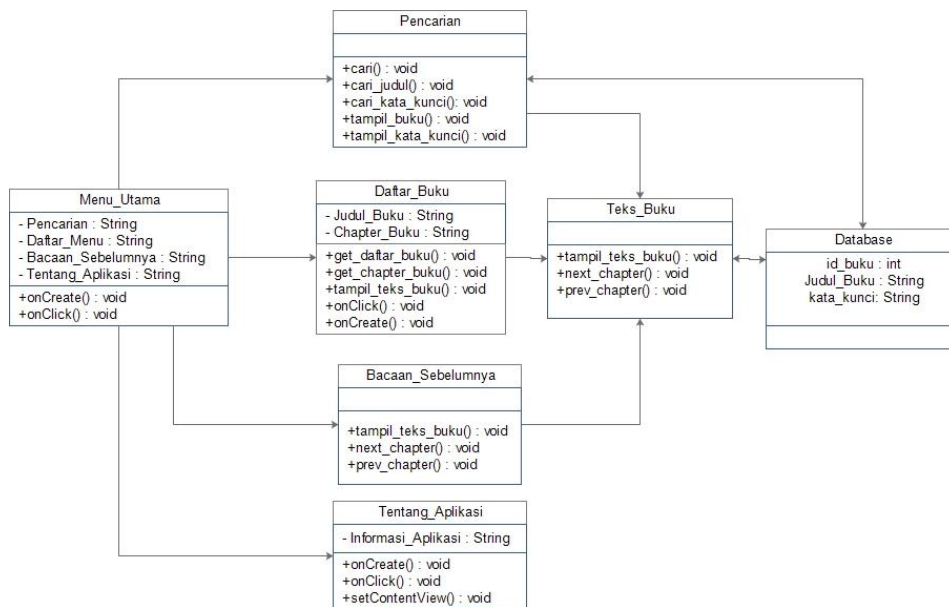 Pencarian
+cari() : void
+cari_judul() : void
+cari_kata_kunci(): void
+tampil_buku() : void
+tampil_kata_kunci() : void
Menu_Utama
- Pencarian : String
- Daftar_Menu : String
- Bacaan_Sebelumnya : String
- Tentang_Aplikasi : String
+onCreate() : void
+onClick() : void
Daftar_Buku
- Judul_Buku : String
- Chapter_Buku : String
+get_daftar_buku() : void
+get_chapter_buku() : void
+tampil_teks_buku() : void
+onClick() : void
+onCreate() : void
Teks_Buku
+tampil_teks_buku() : void
+next_chapter() : void
+prev_chapter() : void
Database
id_buku : int
Judul_Buku : String
kata_kunci: String
Bacaan_Sebelumnya
+tampil_teks_buku() : void
+next_chapter() : void
+prev_chapter() : void
Tentang_Aplikasi
- Informasi_Aplikasi : String
+onCreate() : void
+onClick() : void
+setContentView() : void